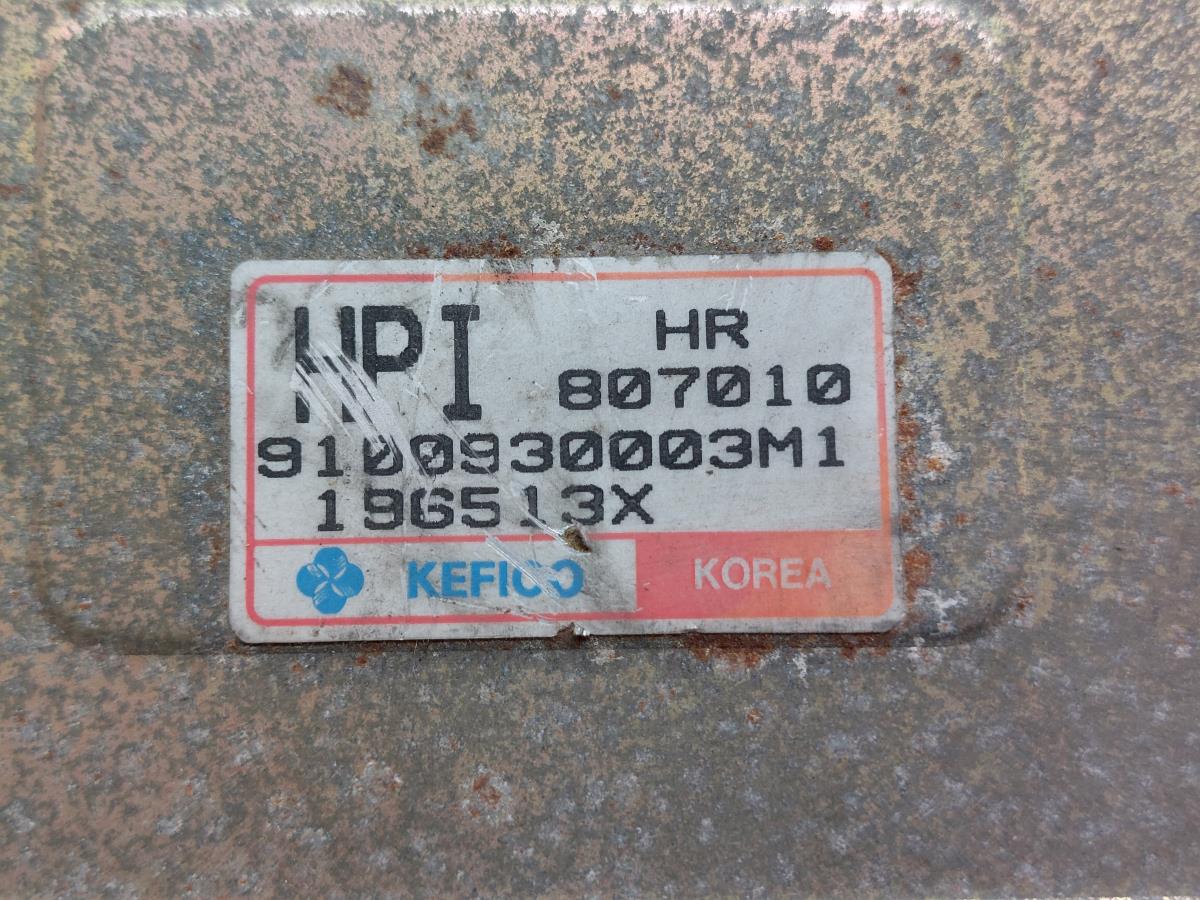 HPI HR
807010
9100930003M1
196513X
KEFICO KOREA